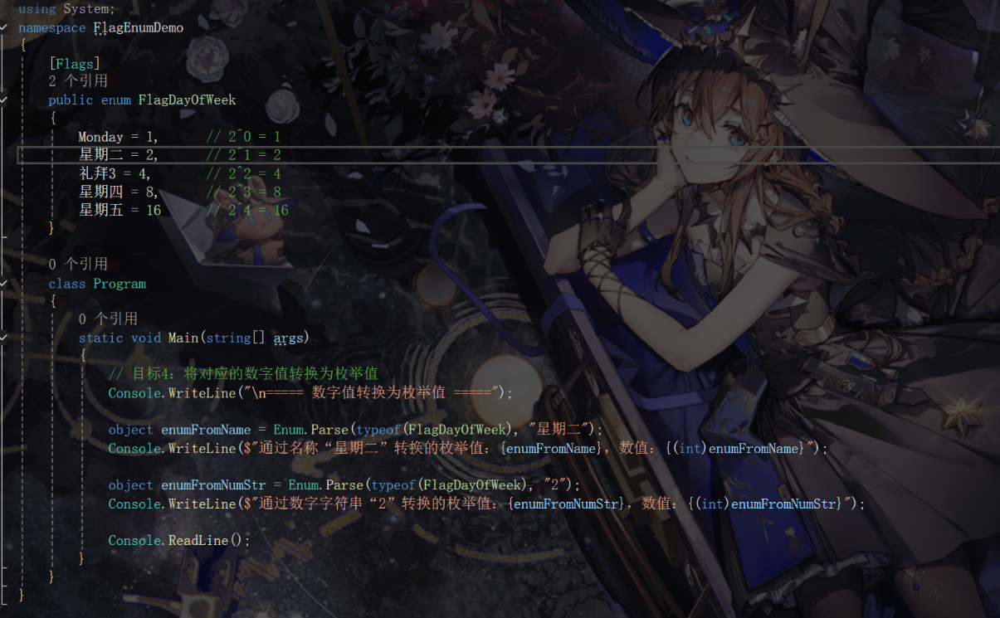 using System;
namespace FlagEnumDemo
{
[Flags]
2 个引用
public enum FlagDayOfWeek
{
Monday = 1, // 2^0 = 1
星期二 = 2, // 2^1 = 2
礼拜3 = 4, // 2^2 = 4
星期四 = 8, // 2^3 = 8
星期五 = 16 // 2^4 = 16
}
0 个引用
class Program
{
0 个引用
static void Main(string[] args)
{
// 目标4：将对应的数字值转换为枚举值
Console.WriteLine("\n===== 数字值转换为枚举值 =====");
object enumFromName = Enum.Parse(typeof(FlagDayOfWeek), "星期二");
Console.WriteLine($"通过名称“星期二”转换的枚举值：{enumFromName}，数值：{(int)enumFromName}");
object enumFromNumStr = Enum.Parse(typeof(FlagDayOfWeek), "2");
Console.WriteLine($"通过数字字符串“2”转换的枚举值：{enumFromNumStr}，数值：{(int)enumFromNumStr}");
Console.ReadLine();
}
}
}